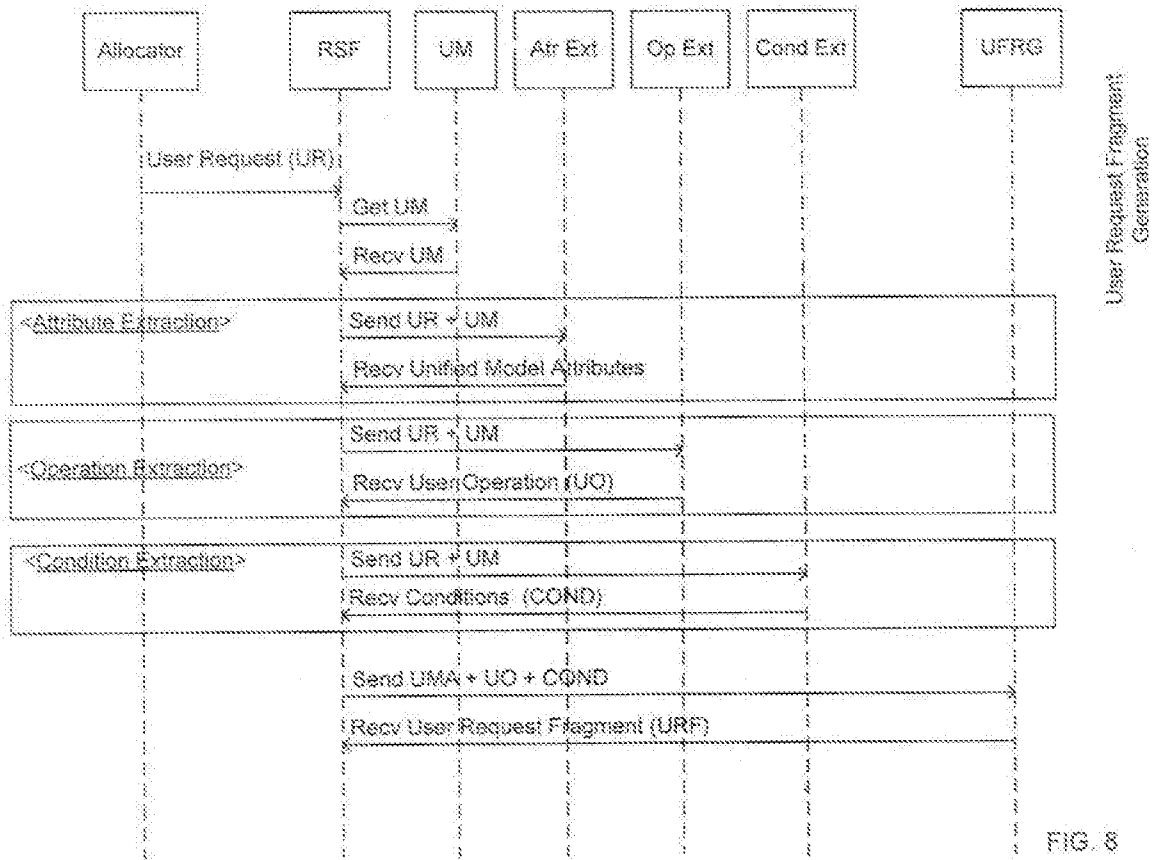 Allocator
RSF
UM
Atr Ext
Op Ext
Cond Ext
UFRG
User Request Fragment
Generation
User Request (UR)
Get UM
Recv UM
<Attribute Extraction>
Send UR + UM
Recv Unified Model Attributes
Send UR + UM
<Operation Extraction>
Recv User Operation (UO)
<Condition Extraction>
Send UR + UM
Recv Conditions (COND)
Send UMA + UO + COND
Recv User Request Fragment (URF)
FIG. 8